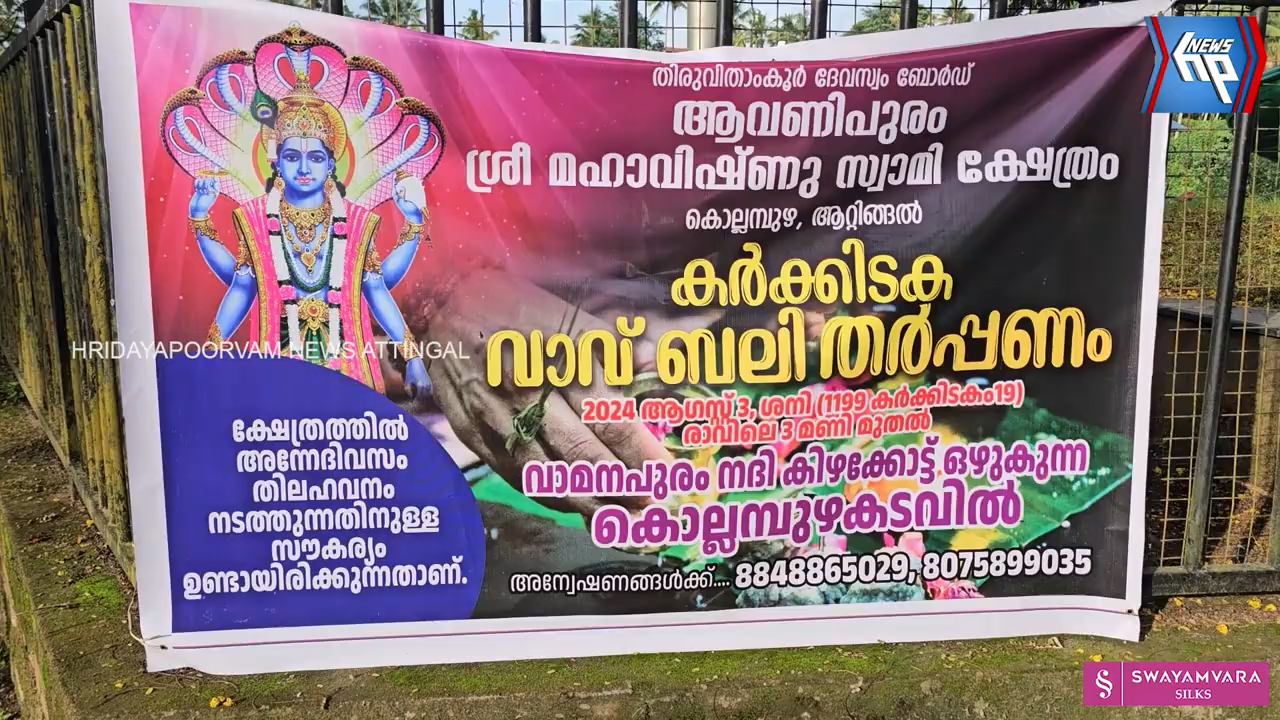 NEWS
hp
തിരുവിതാംകൂർ ദേവസ്വം ബോർഡ്
ആവണിപുരം
ശ്രീ മഹാവിഷ്ണു സ്വാമി ക്ഷേത്രം
കൊല്ലമ്പുഴ, ആറ്റിങ്ങൽ
കർക്കിടക
വാവ് ബലി തർപ്പണം
2024 ആഗസ്റ്റ് 3, ശനി (1199 കർക്കിടകം19)
രാവിലെ 3 മണി മുതൽ
വാമനപുരം നദി കിഴക്കോട്ട് ഒഴുകുന്ന
കൊല്ലമ്പുഴകടവിൽ
അന്വേഷണങ്ങൾക്ക്.... 8848865029, 8075899035
HRIDAYAPOORVAM NEWS ATTINGAL
ക്ഷേത്രത്തിൽ
അന്നേദിവസം
തിലഹവനം
നടത്തുന്നതിനുള്ള
സൗകര്യം
ഉണ്ടായിരിക്കുന്നതാണ്.
SWAYAMVARA
SILKS